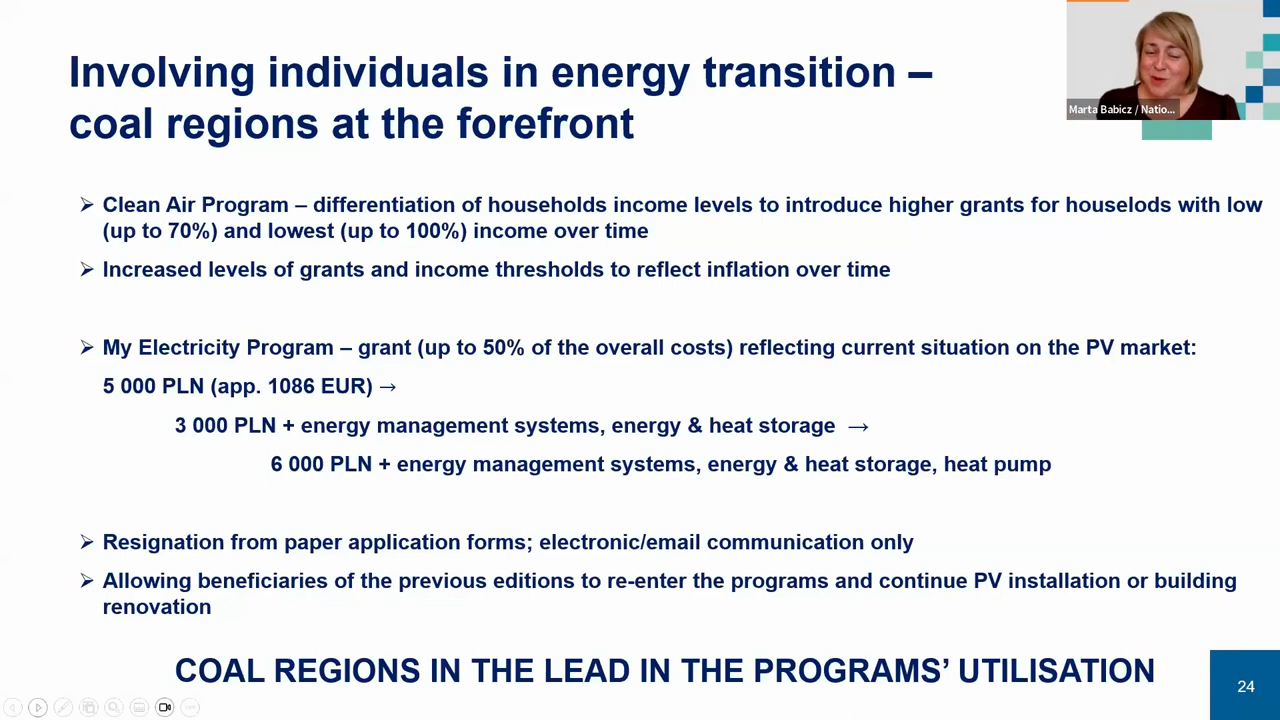 Involving individuals in energy transition –
coal regions at the forefront
Marta Babicz / Natio...
➢ Clean Air Program – differentiation of households income levels to introduce higher grants for houselods with low
(up to 70%) and lowest (up to 100%) income over time
➢ Increased levels of grants and income thresholds to reflect inflation over time
➢ My Electricity Program – grant (up to 50% of the overall costs) reflecting current situation on the PV market:
5 000 PLN (app. 1086 EUR) →
3 000 PLN + energy management systems, energy & heat storage →
6 000 PLN + energy management systems, energy & heat storage, heat pump
➢ Resignation from paper application forms; electronic/email communication only
➢ Allowing beneficiaries of the previous editions to re-enter the programs and continue PV installation or building
renovation
COAL REGIONS IN THE LEAD IN THE PROGRAMS’ UTILISATION
24